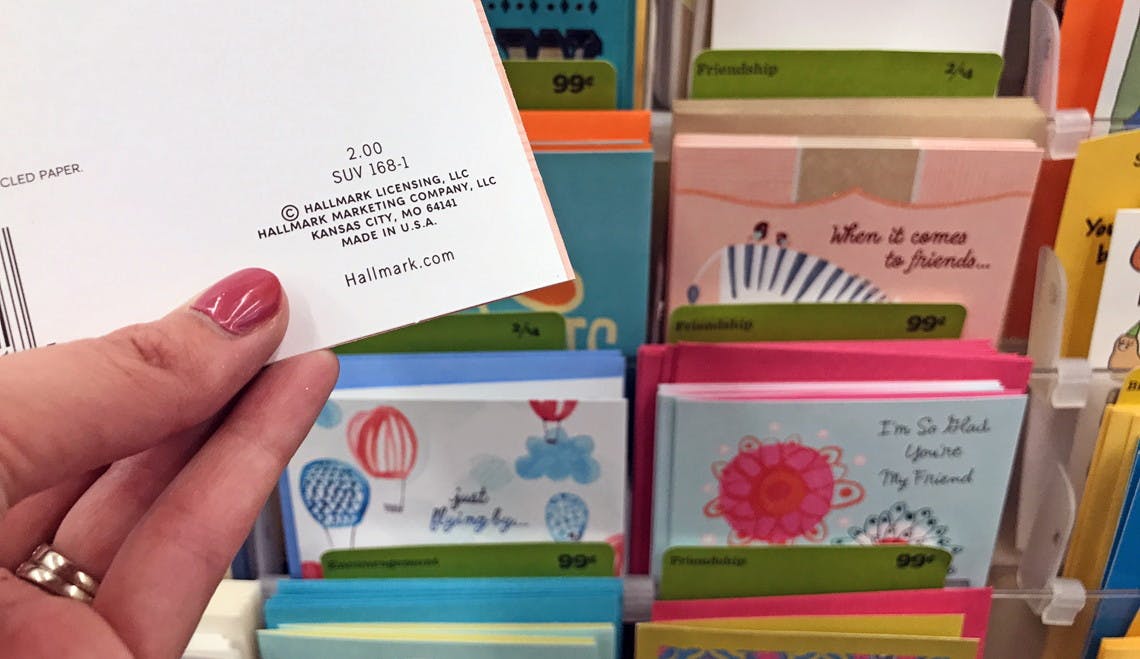 CLED PAPER.
2.00
SUV 168-1
© HALLMARK LICENSING, LLC
HALLMARK MARKETING COMPANY, LLC
KANSAS CITY, MO 64141
MADE IN U.S.A.
Hallmark.com
99¢
Friendship 2/$
When it comes
to friends...
Friendship 99¢
2/$
just
flying by...
Encouragement 99¢
I'm So Glad
You're
My Friend
Friendship 99¢